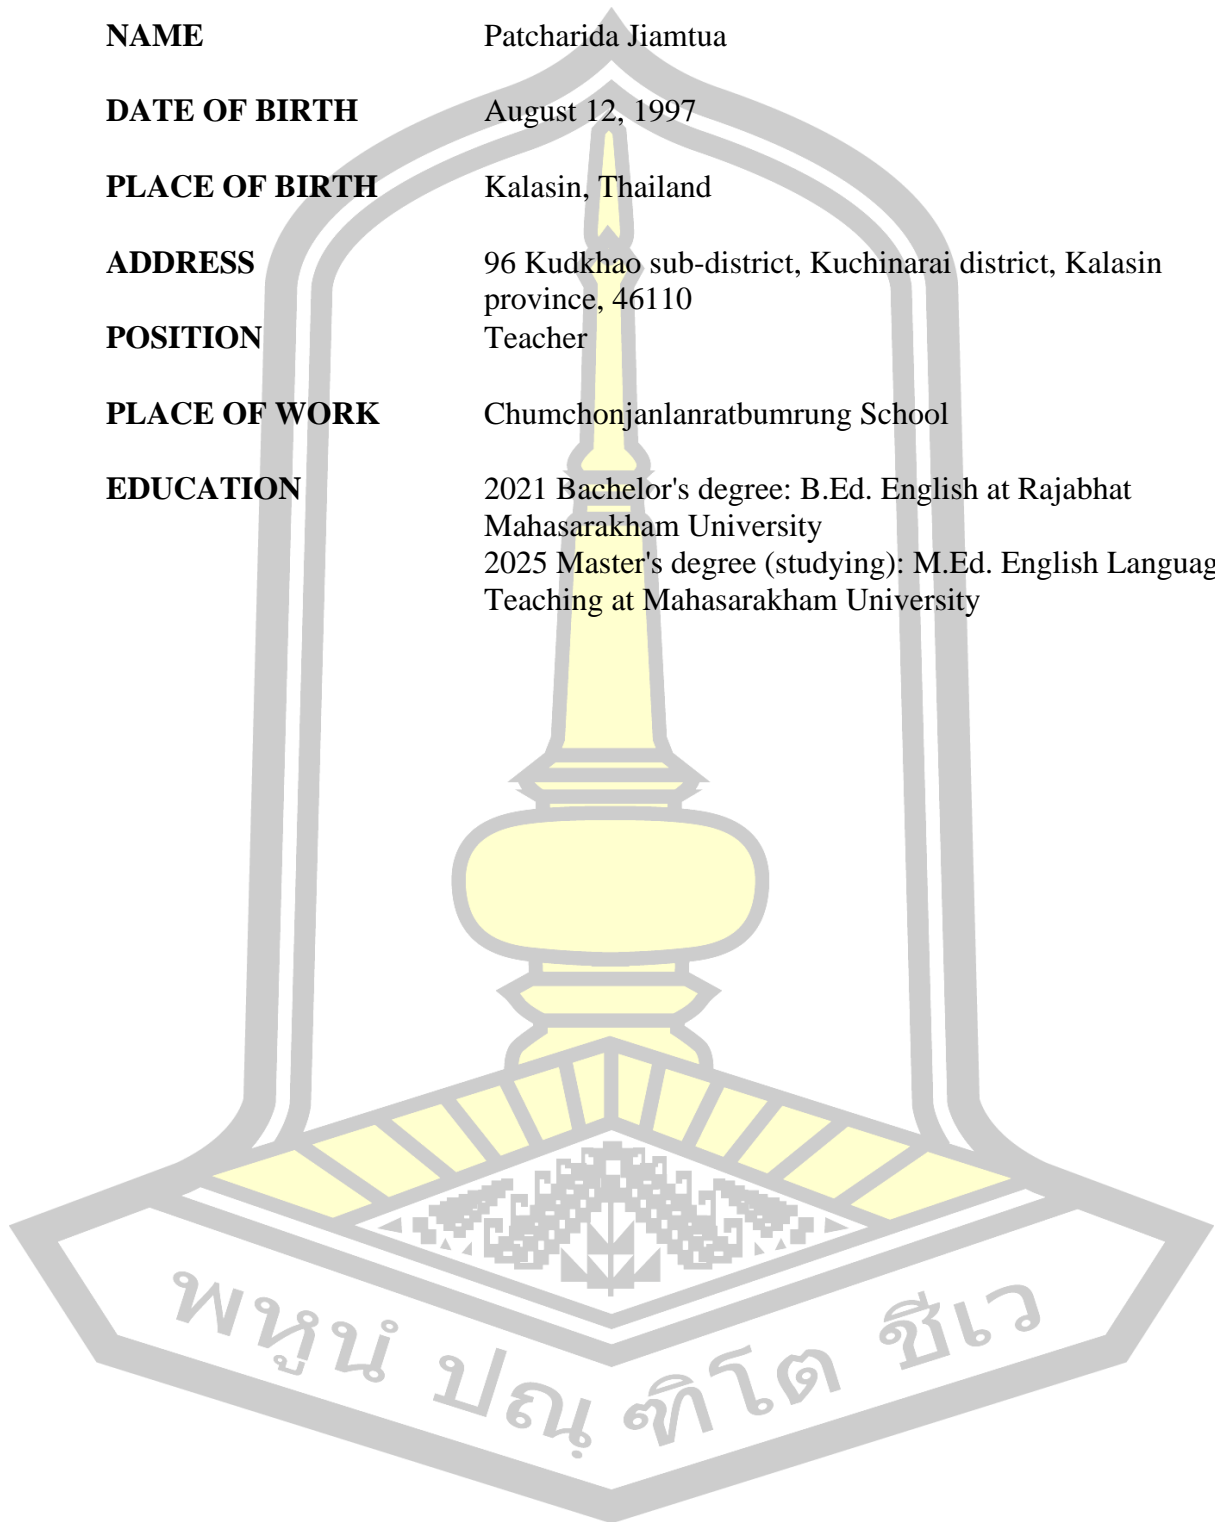 NAME Patcharida Jiamtua
DATE OF BIRTH August 12, 1997
PLACE OF BIRTH Kalasin, Thailand
ADDRESS 96 Kudkhao sub-district, Kuchinarai district, Kalasin
province, 46110
POSITION Teacher
PLACE OF WORK Chumchonjanlanratbumrung School
EDUCATION 2021 Bachelor's degree: B.Ed. English at Rajabhat
Mahasarakham University
2025 Master's degree (studying): M.Ed. English Languag
Teaching at Mahasarakham University
พหูนํ ปณฺ ฑิโต ชีเว